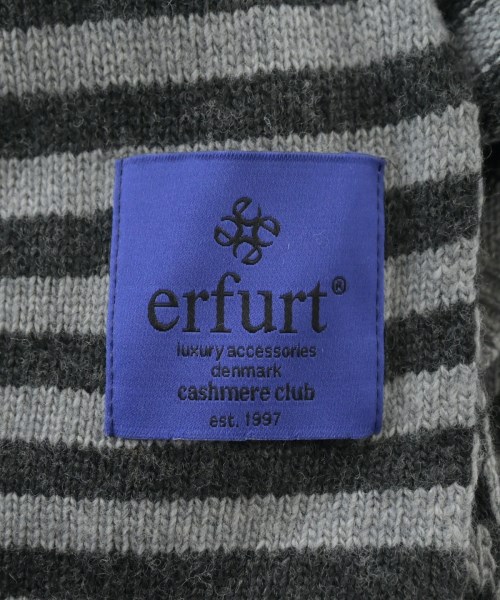 erfurt®
luxury accessories
denmark
cashmere club
est. 1997